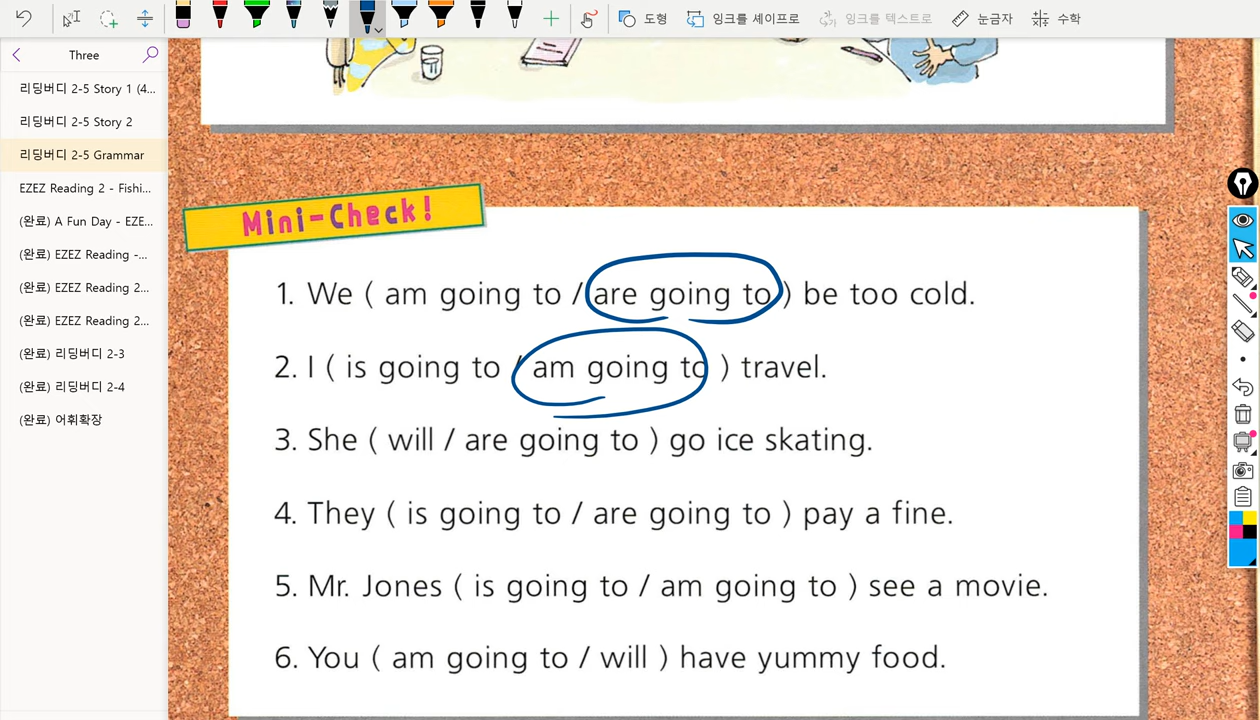 도형
잉크를 셰이프로
잉크를 텍스트로
눈금자
수학
Three
리딩버디 2-5 Story 1 (4...
리딩버디 2-5 Story 2
리딩버디 2-5 Grammar
EZEZ Reading 2 - Fishi...
(완료) A Fun Day - EZE...
(완료) EZEZ Reading -...
(완료) EZEZ Reading 2...
(완료) EZEZ Reading 2...
(완료) 리딩버디 2-3
(완료) 리딩버디 2-4
(완료) 어휘확장
Mini-Check!
1. We ( am going to / are going to ) be too cold.
2. I ( is going to / am going to ) travel.
3. She ( will / are going to ) go ice skating.
4. They ( is going to / are going to ) pay a fine.
5. Mr. Jones ( is going to / am going to ) see a movie.
6. You ( am going to / will ) have yummy food.